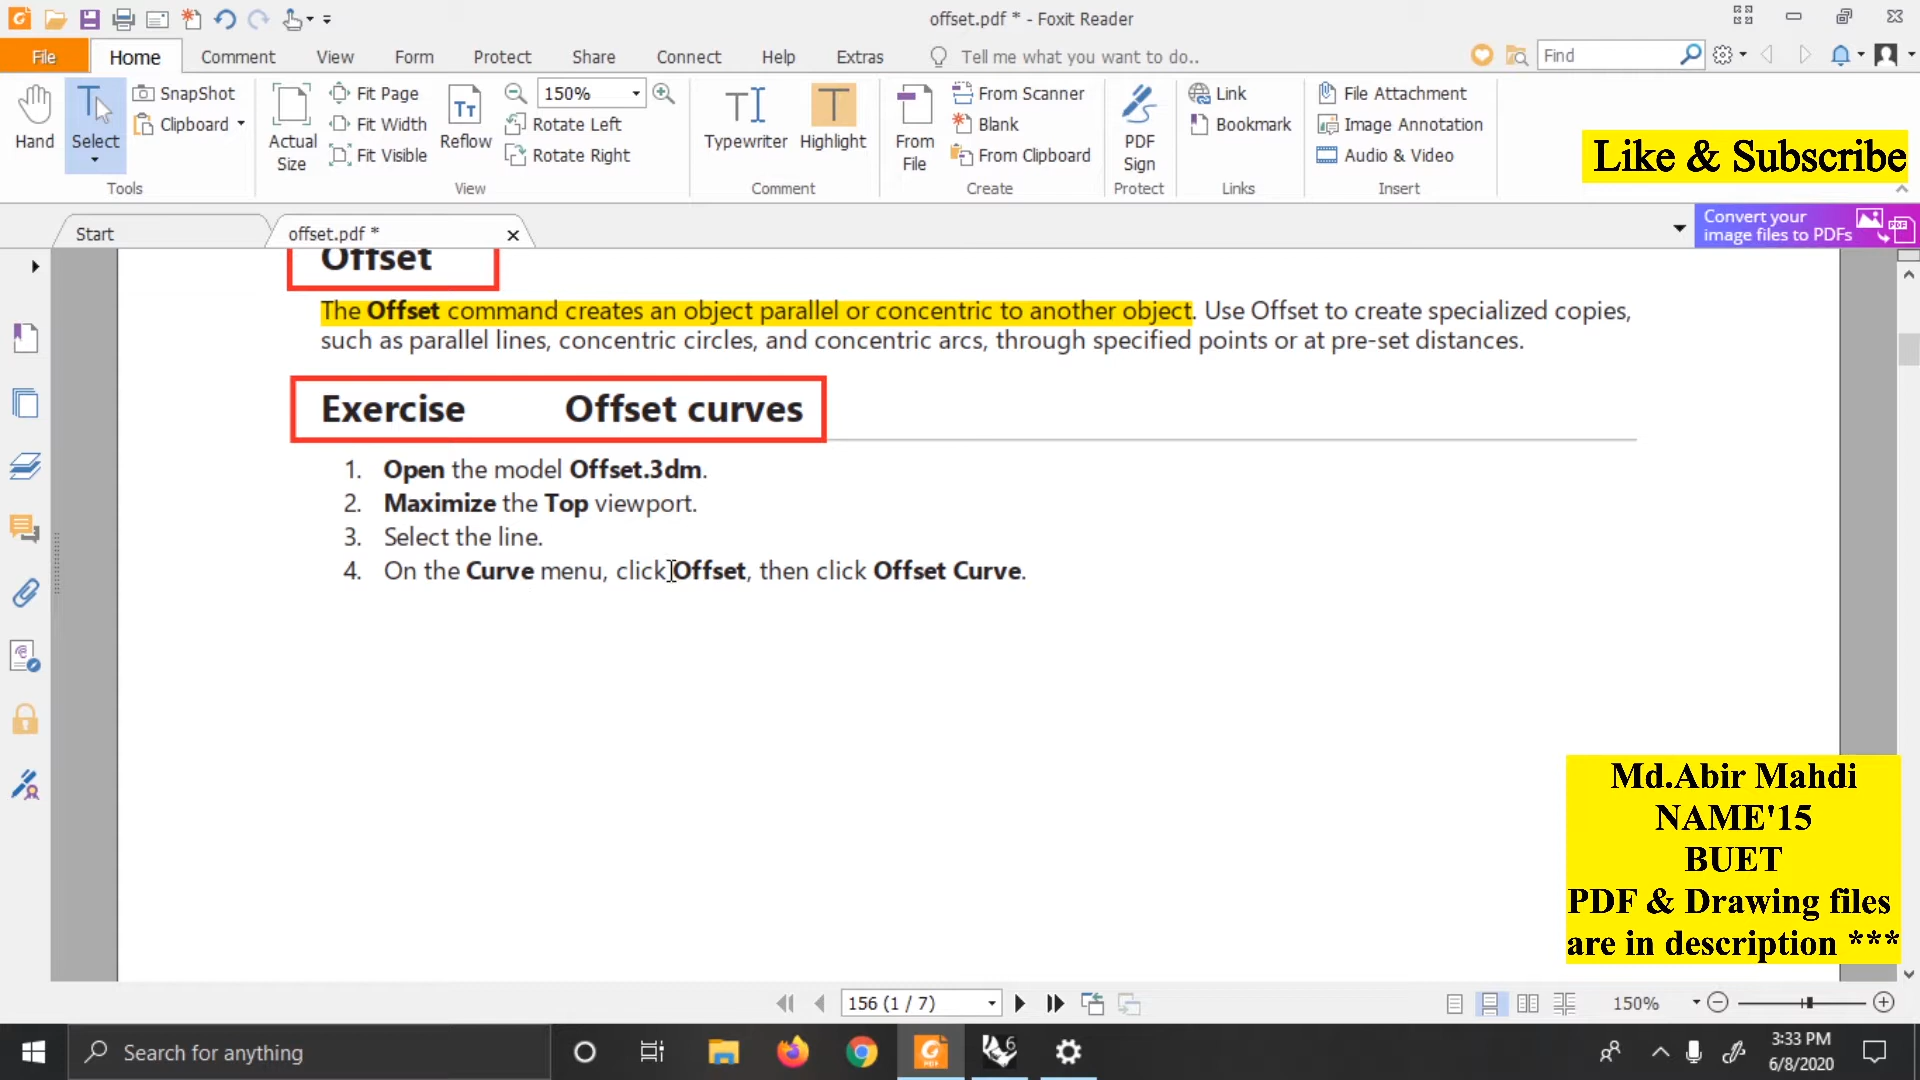 offset.pdf * - Foxit Reader
File Home Comment View Form Protect Share Connect Help Extras Tell me what you want to do.. Find
Hand
Select
SnapShot
Clipboard
Tools
Actual Size
Fit Page
Fit Width
Fit Visible
Reflow
150%
Rotate Left
Rotate Right
View
Typewriter
Highlight
Comment
From File
From Scanner
Blank
From Clipboard
Create
PDF Sign
Protect
Link
Bookmark
Links
File Attachment
Image Annotation
Audio & Video
Insert
Like & Subscribe
Start
offset.pdf *
Convert your
image files to PDFs
PDF
Offset
The Offset command creates an object parallel or concentric to another object. Use Offset to create specialized copies,
such as parallel lines, concentric circles, and concentric arcs, through specified points or at pre-set distances.
Exercise Offset curves
1. Open the model Offset.3dm.
2. Maximize the Top viewport.
3. Select the line.
4. On the Curve menu, click Offset, then click Offset Curve.
Md.Abir Mahdi
NAME'15
BUET
PDF & Drawing files
are in description ***
156 (1 / 7)
150%
Search for anything
PDF
6
3:33 PM
6/8/2020